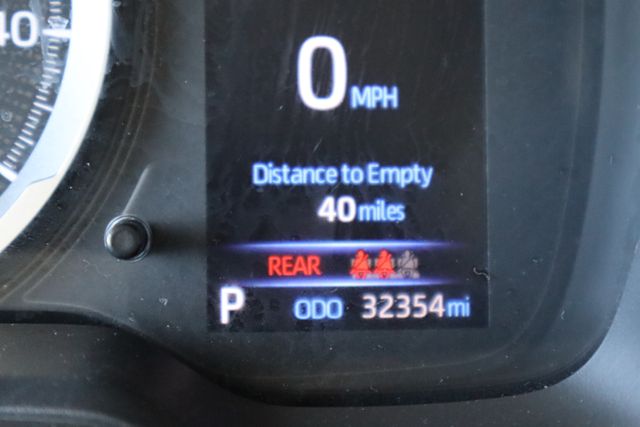 40
0 MPH
Distance to Empty
40 miles
REAR
P ODO 32354 mi